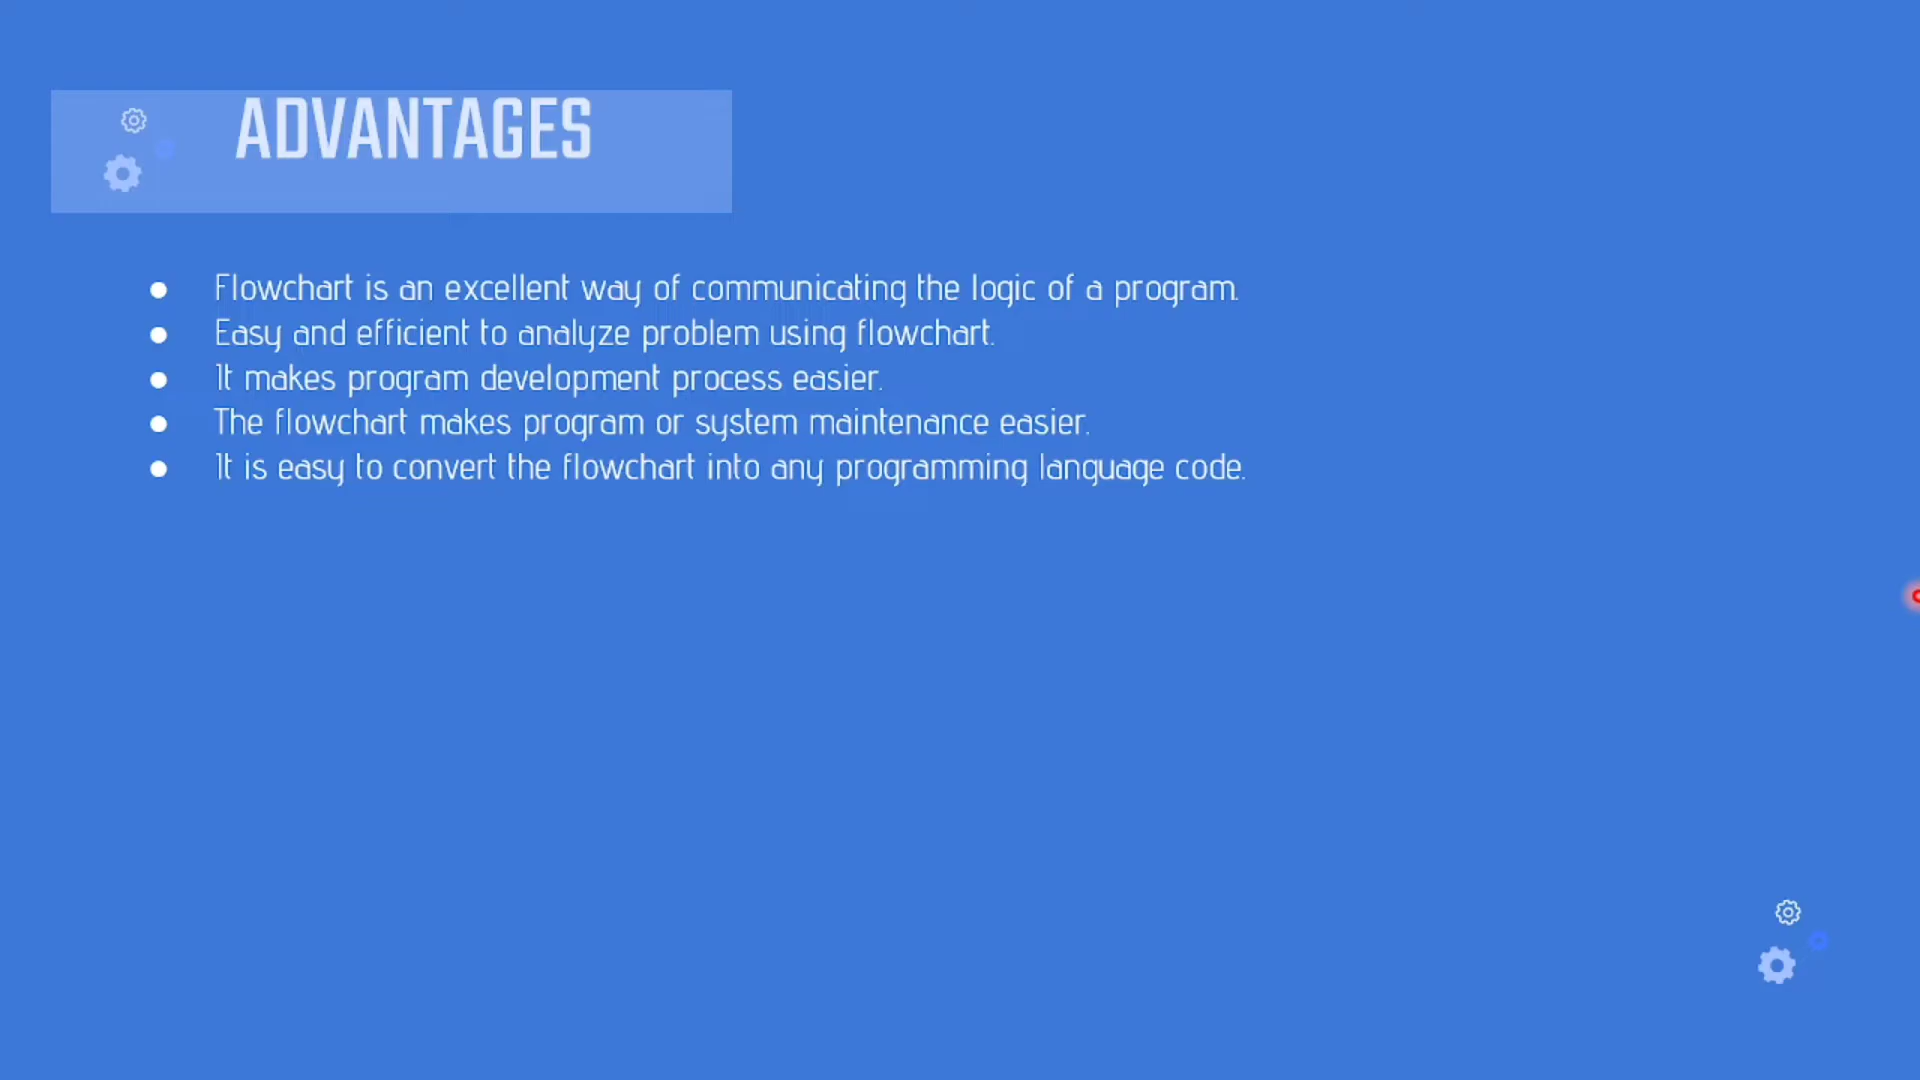 ADVANTAGES
● Flowchart is an excellent way of communicating the logic of a program.
● Easy and efficient to analyze problem using flowchart.
● It makes program development process easier.
● The flowchart makes program or system maintenance easier.
● It is easy to convert the flowchart into any programming language code.